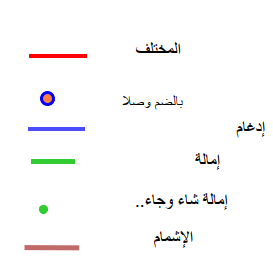 المختلف
بالضم وصلا
إدغام
إمالة
إمالة شاء وجاء..
الإشمام